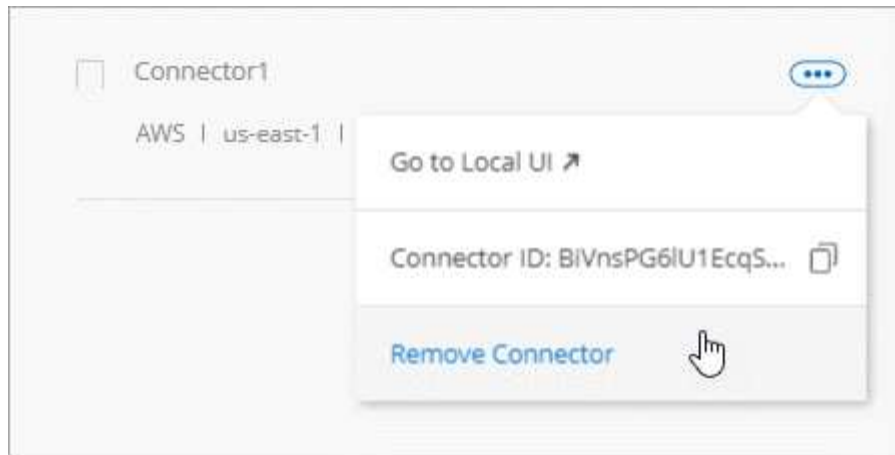 Connector1
AWS | us-east-1 |
Go to Local UI
Connector ID: BiVnsPG6lU1EcqS...
Remove Connector